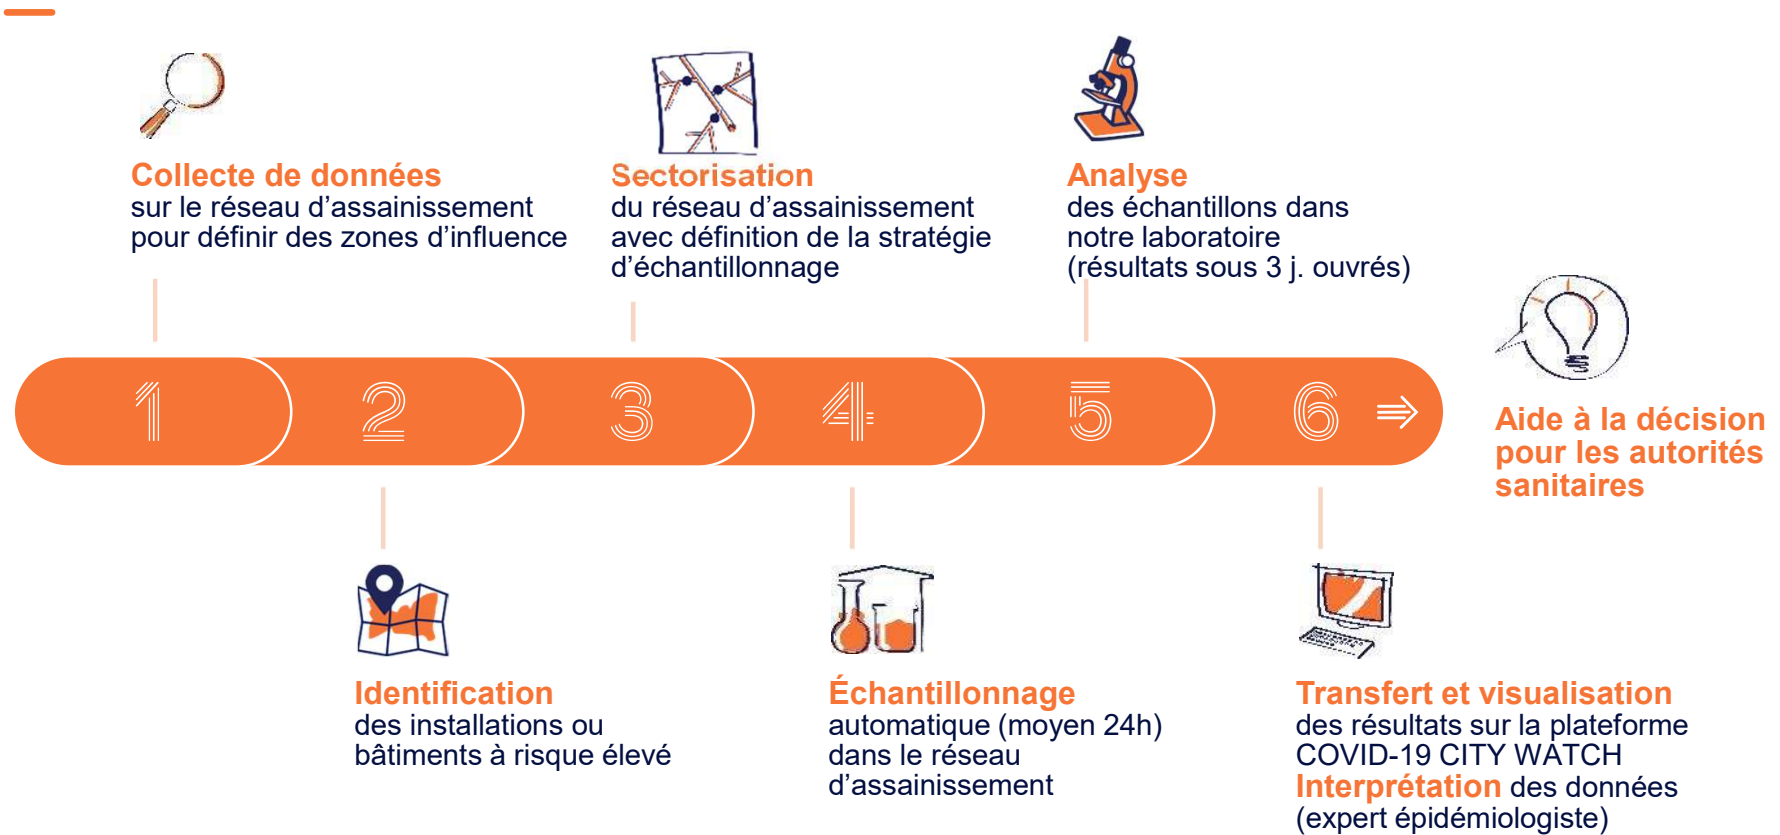 Collecte de données
sur le réseau d'assainissement
pour définir des zones d'influence
Sectorisation
du réseau d'assainissement
avec définition de la stratégie
d'échantillonnage
Analyse
des échantillons dans
notre laboratoire
(résultats sous 3 j. ouvrés)
1
2
3
4
5
6
Aide à la décision
pour les autorités
sanitaires
Identification
des installations ou
bâtiments à risque élevé
Échantillonnage
automatique (moyen 24h)
dans le réseau
d'assainissement
Transfert et visualisation
des résultats sur la plateforme
COVID-19 CITY WATCH
Interprétation des données
(expert épidémiologiste)